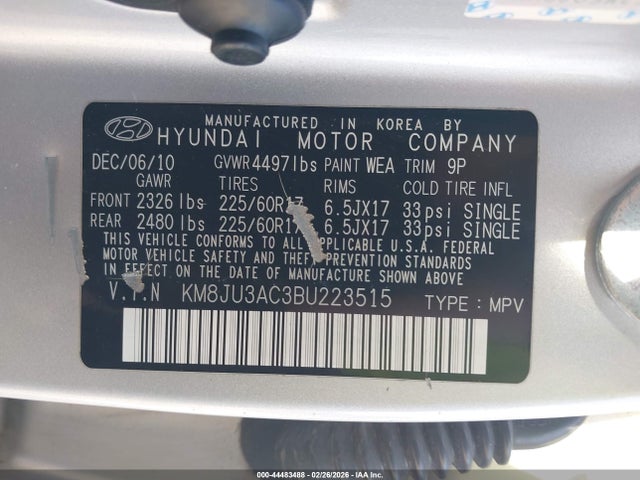 MANUFACTURED IN KOREA BY
HYUNDAI MOTOR COMPANY
DEC/06/10 GVWR 4497lbs PAINT WEA TRIM 9P
GAWR TIRES RIMS COLD TIRE INFL
FRONT 2326 lbs 225/60R17 6.5JX17 33psi SINGLE
REAR 2480 lbs 225/60R17 6.5JX17 33psi SINGLE
THIS VEHICLE CONFORMS TO ALL APPLICABLE U.S.A. FEDERAL
MOTOR VEHICLE SAFETY AND THEFT PREVENTION STANDARDS
IN EFFECT ON THE DATE OF MANUFACTURE SHOWN ABOVE
V.I.N KM8JU3AC3BU223515 TYPE : MPV
000-44483488 - 02/26/2026 - IAA, Inc.